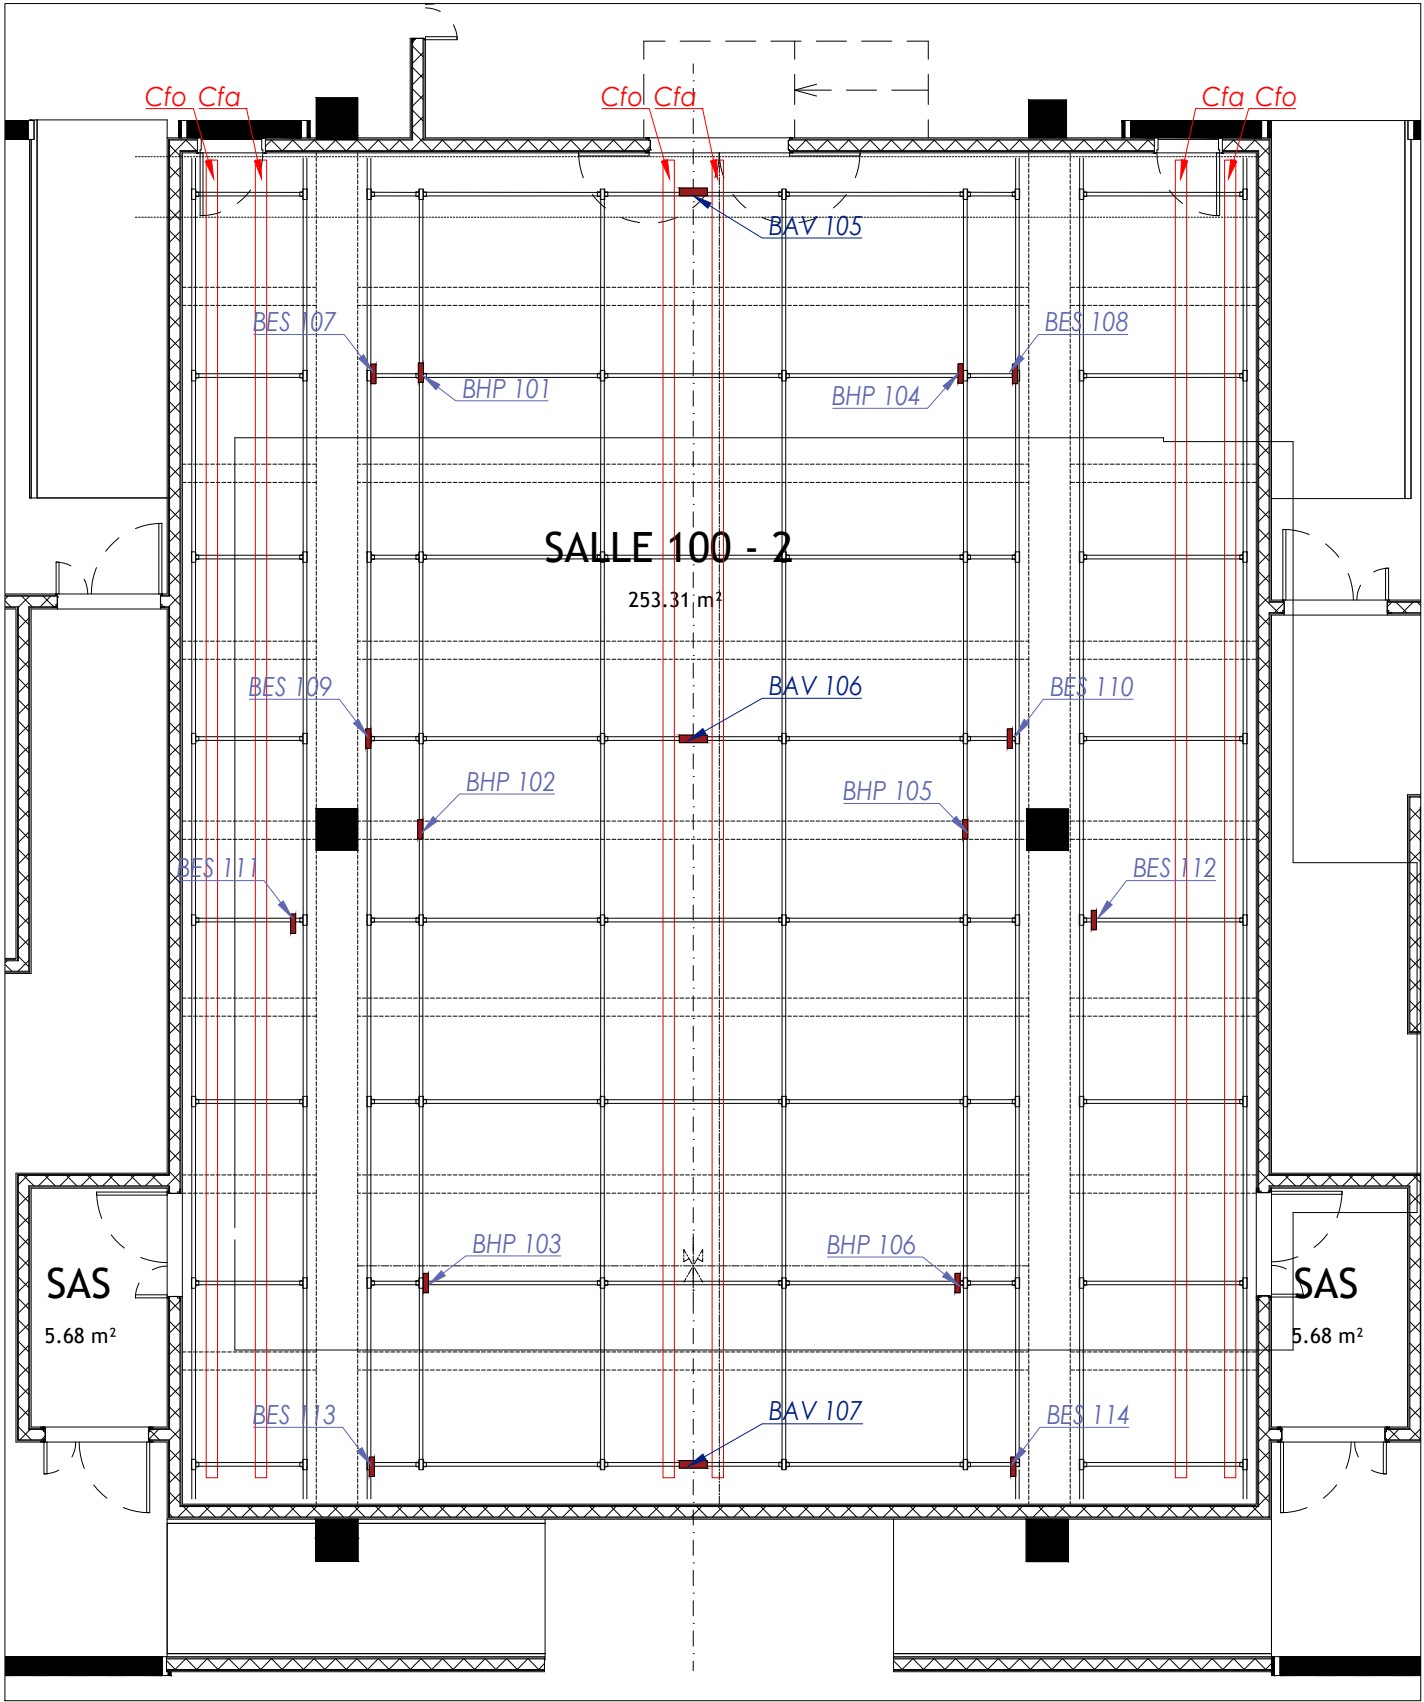 Cfo Cfa
Cfo Cfa
Cfa Cfo
BAV 105
BES 107
BES 108
BHP 101
BHP 104
SALLE 100 - 2
253.31 m²
BES 109
BAV 106
BES 110
BHP 102
BHP 105
BES 111
BES 112
BHP 103
BHP 106
SAS
5.68 m²
SAS
5.68 m²
BES 113
BAV 107
BES 114